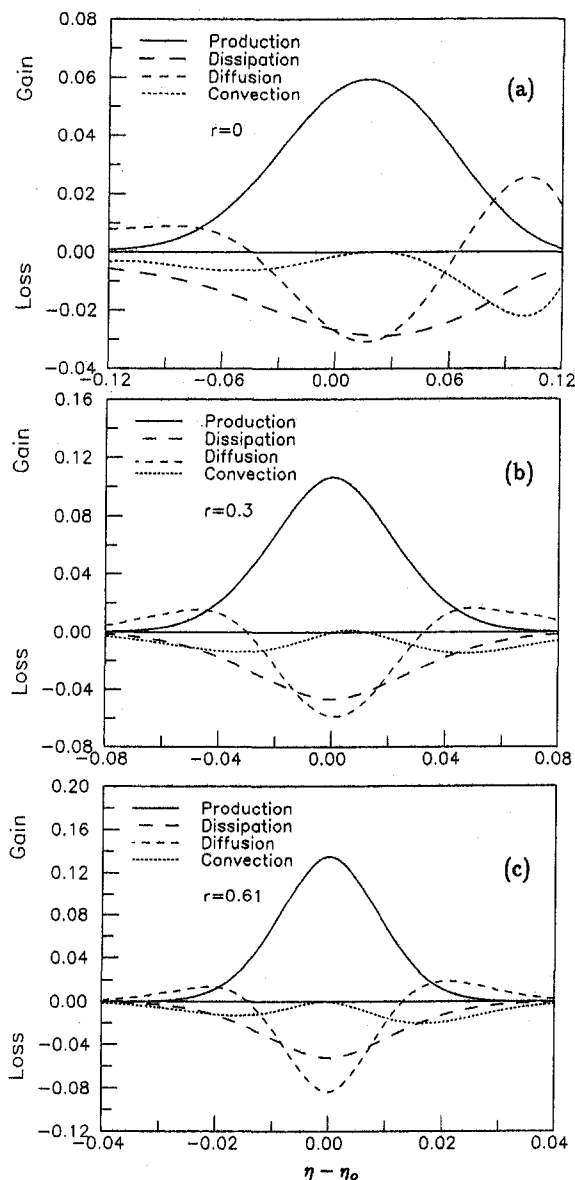 0.08
Production
Dissipation
Diffusion
Convection
Gain
0.06
(a)
0.04
r=0
0.02
0.00
Loss
-0.02
-0.04
-0.12 -0.06 0.00 0.06 0.12
0.16
Production
Dissipation
Diffusion
Convection
Gain
0.12
(b)
0.08
r=0.3
0.04
0.00
Loss
-0.04
-0.08
-0.08 -0.04 0.00 0.04 0.08
0.20
Production
Dissipation
Diffusion
Convection
Gain
0.16
(c)
0.12
r=0.61
0.08
0.04
0.00
Loss
-0.04
-0.08
-0.12
-0.04 -0.02 0.00 0.02 0.04
η − ηₒ